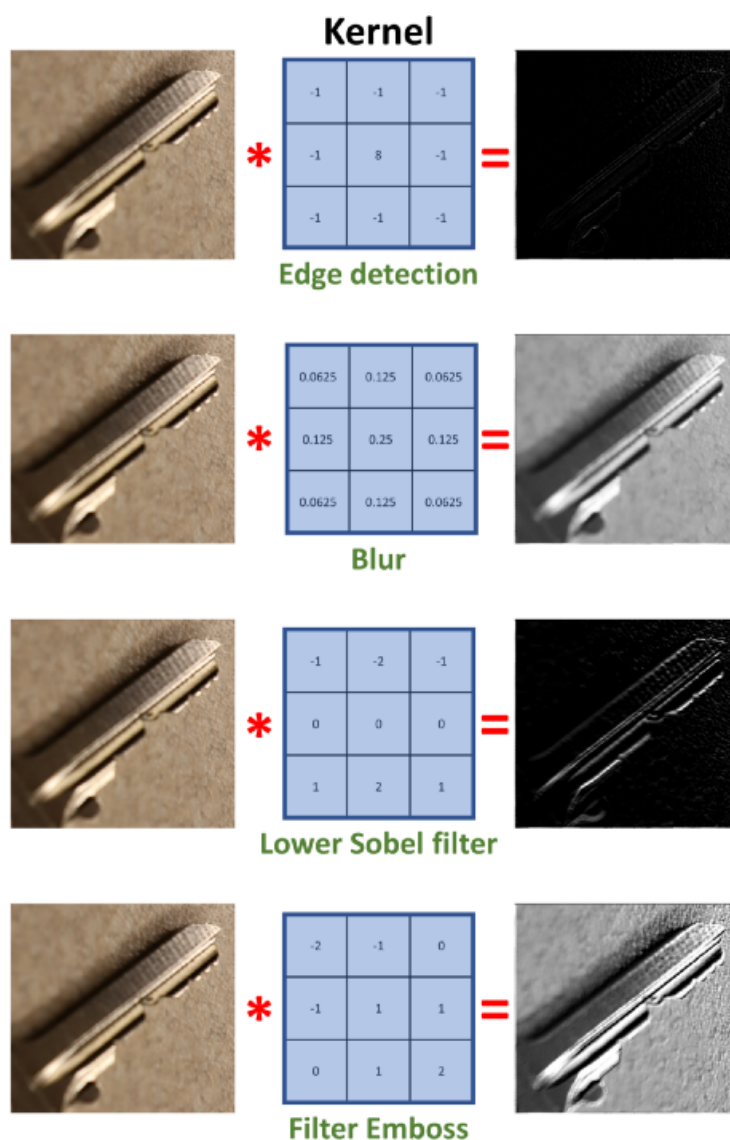 Kernel
-1 -1 -1
* -1 8 -1 =
-1 -1 -1
Edge detection
0.0625 0.125 0.0625
* 0.125 0.25 0.125 =
0.0625 0.125 0.0625
Blur
-1 -2 -1
* 0 0 0 =
1 2 1
Lower Sobel filter
-2 -1 0
* -1 1 1 =
0 1 2
Filter Emboss